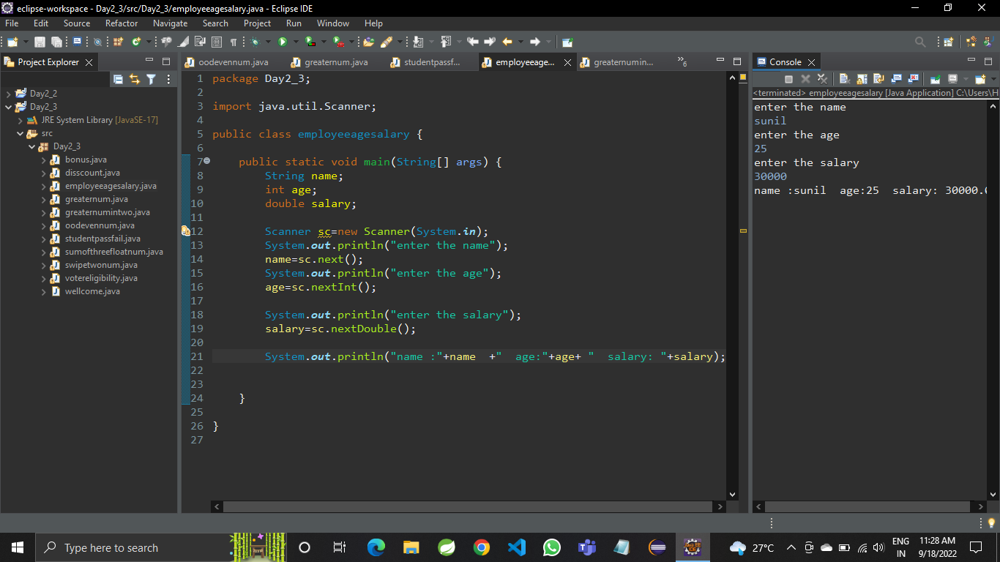 eclipse-workspace - Day2_3/src/Day2_3/employeeagesalary.java - Eclipse IDE
File Edit Source Refactor Navigate Search Project Run Window Help
Project Explorer
Day2_2
Day2_3
JRE System Library [JavaSE-17]
src
Day2_3
bonus.java
disscount.java
employeeagesalary.java
greaternum.java
greaternumintwo.java
oodevennum.java
studentpassfail.java
sumofthreefloatnum.java
swipetwonum.java
votereligibility.java
wellcome.java
oodevennum.java greaternum.java studentpassf... employeeage... greaternumin... »6
1 package Day2_3;
2
3 import java.util.Scanner;
4
5 public class employeeagesalary {
6
7 public static void main(String[] args) {
8 String name;
9 int age;
10 double salary;
11
12 Scanner sc=new Scanner(System.in);
13 System.out.println("enter the name");
14 name=sc.next();
15 System.out.println("enter the age");
16 age=sc.nextInt();
17
18 System.out.println("enter the salary");
19 salary=sc.nextDouble();
20
21 System.out.println("name :"+name  +"  age:"+age+ "  salary: "+salary);
22
23
24 }
25
26 }
27
Console
<terminated> employeeagesalary [Java Application] C:\Users\H
enter the name
sunil
enter the age
25
enter the salary
30000
name :sunil  age:25  salary: 30000.0
Type here to search
27°C
ENG
IN
11:28 AM
9/18/2022